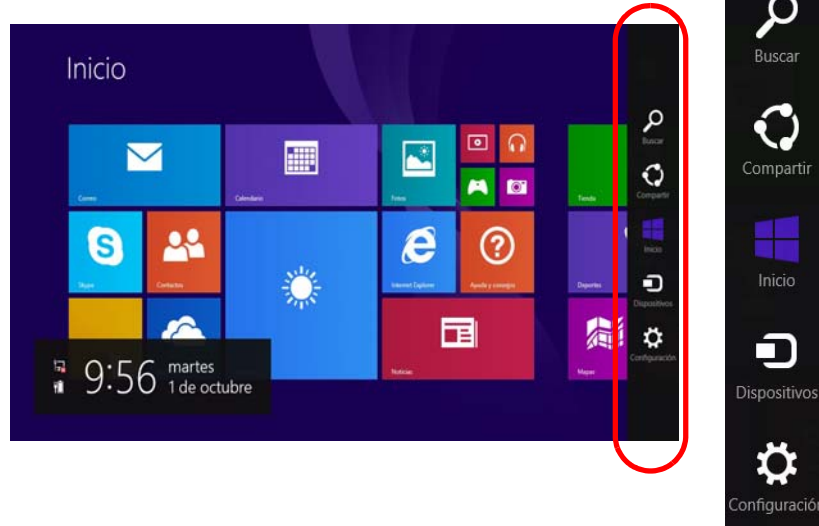 Inicio
Correo
Calendario
Fotos
Tienda
Skype
Contactos
Internet Explorer
Ayuda y consejos
Deportes
Noticias
Mapas
9:56
martes
1 de octubre
Buscar
Compartir
Inicio
Dispositivos
Configuración
Buscar
Compartir
Inicio
Dispositivos
Configuración